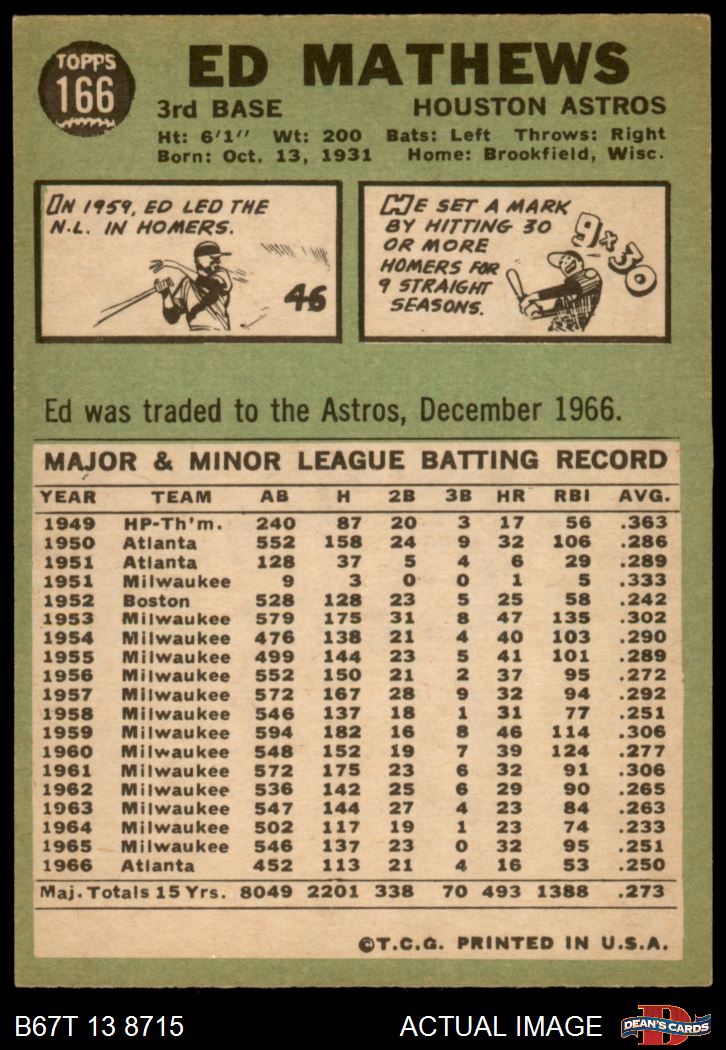 TOPPS
166
ED MATHEWS
3rd BASE HOUSTON ASTROS
Ht: 6'1" Wt: 200 Bats: Left Throws: Right
Born: Oct. 13, 1931 Home: Brookfield, Wisc.
IN 1959, ED LED THE
N.L. IN HOMERS.
46
HE SET A MARK
BY HITTING 30
OR MORE
HOMERS FOR
9 STRAIGHT
SEASONS.
9 x 30
Ed was traded to the Astros, December 1966.
MAJOR & MINOR LEAGUE BATTING RECORD
YEAR TEAM AB H 2B 3B HR RBI AVG.
1949 HP-Th'm. 240 87 20 3 17 56 .363
1950 Atlanta 552 158 24 9 32 106 .286
1951 Atlanta 128 37 5 4 6 29 .289
1951 Milwaukee 9 3 0 0 1 5 .333
1952 Boston 528 128 23 5 25 58 .242
1953 Milwaukee 579 175 31 8 47 135 .302
1954 Milwaukee 476 138 21 4 40 103 .290
1955 Milwaukee 499 144 23 5 41 101 .289
1956 Milwaukee 552 150 21 2 37 95 .272
1957 Milwaukee 572 167 28 9 32 94 .292
1958 Milwaukee 546 137 18 1 31 77 .251
1959 Milwaukee 594 182 16 8 46 114 .306
1960 Milwaukee 548 152 19 7 39 124 .277
1961 Milwaukee 572 175 23 6 32 91 .306
1962 Milwaukee 536 142 25 6 29 90 .265
1963 Milwaukee 547 144 27 4 23 84 .263
1964 Milwaukee 502 117 19 1 23 74 .233
1965 Milwaukee 546 137 23 0 32 95 .251
1966 Atlanta 452 113 21 4 16 53 .250
Maj. Totals 15 Yrs. 8049 2201 338 70 493 1388 .273
©T.C.G. PRINTED IN U.S.A.
B67T 13 8715 ACTUAL IMAGE
D
DEAN'S CARDS